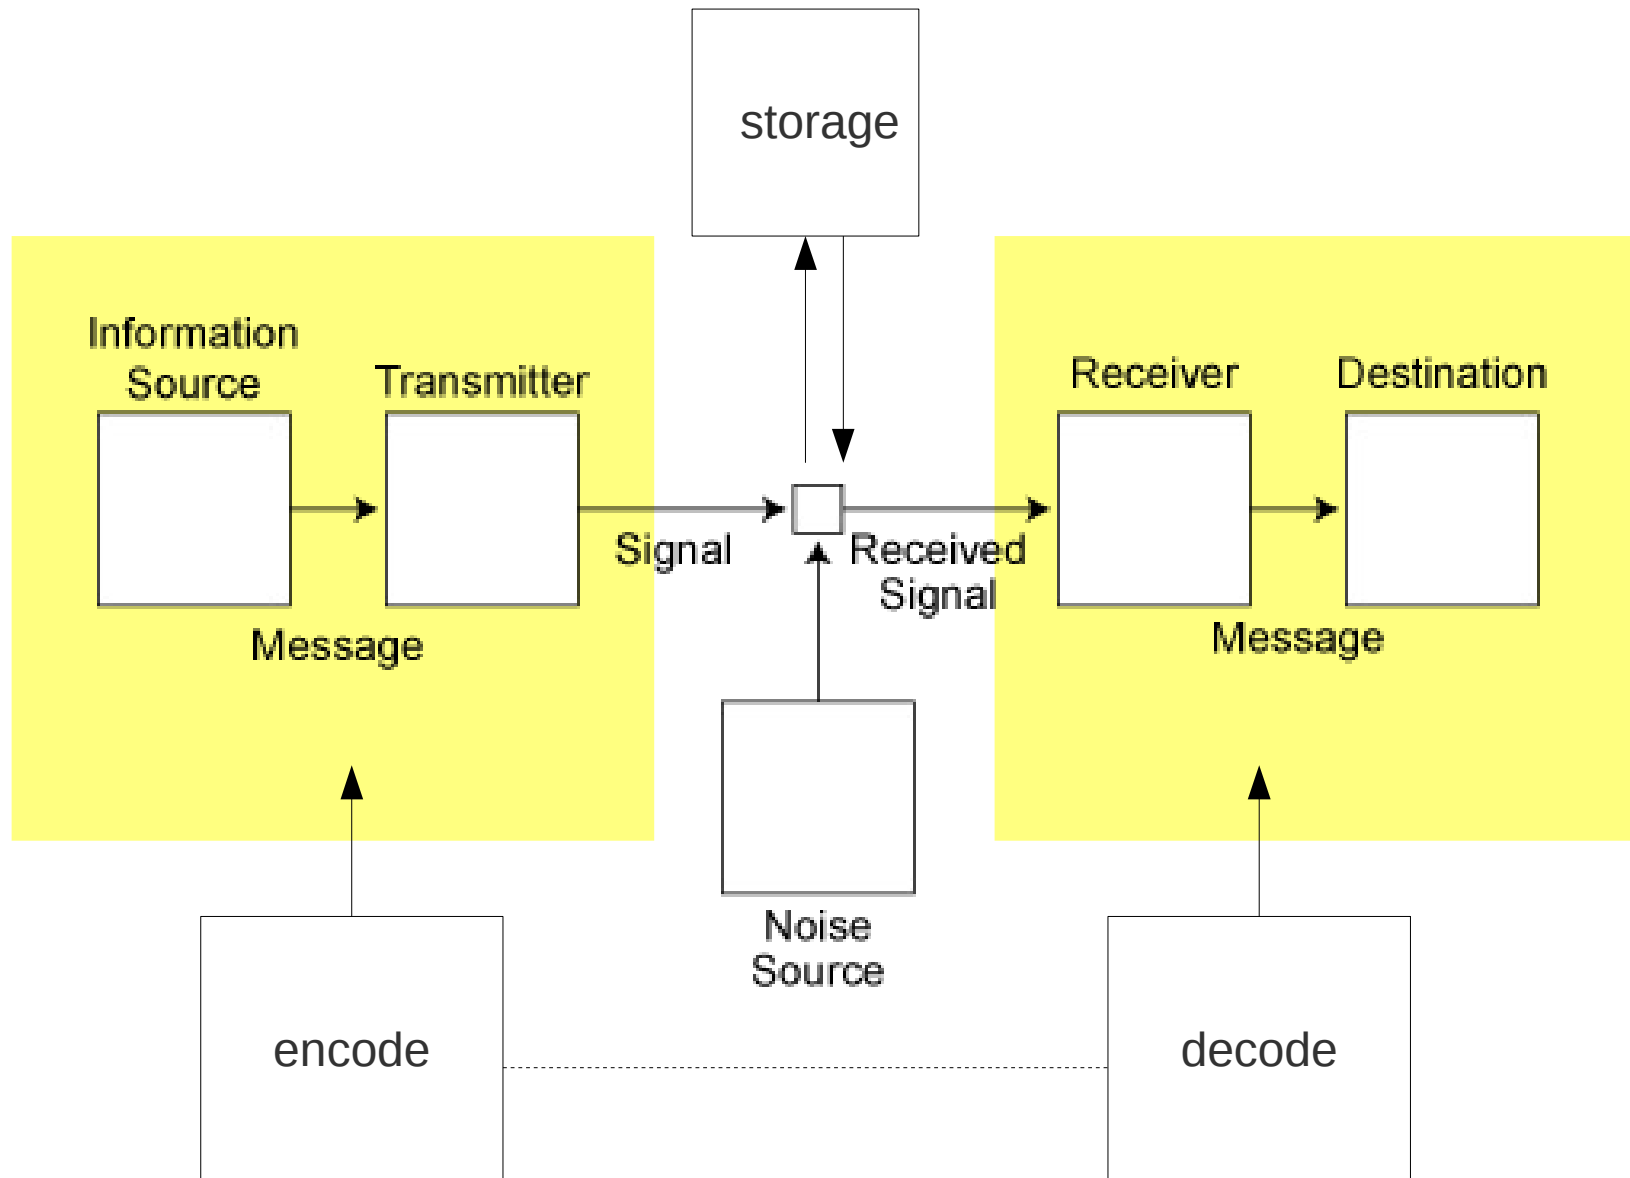 storage
Information
Source
Transmitter
Receiver
Destination
Signal
Received
Signal
Message
Message
Noise
Source
encode
decode